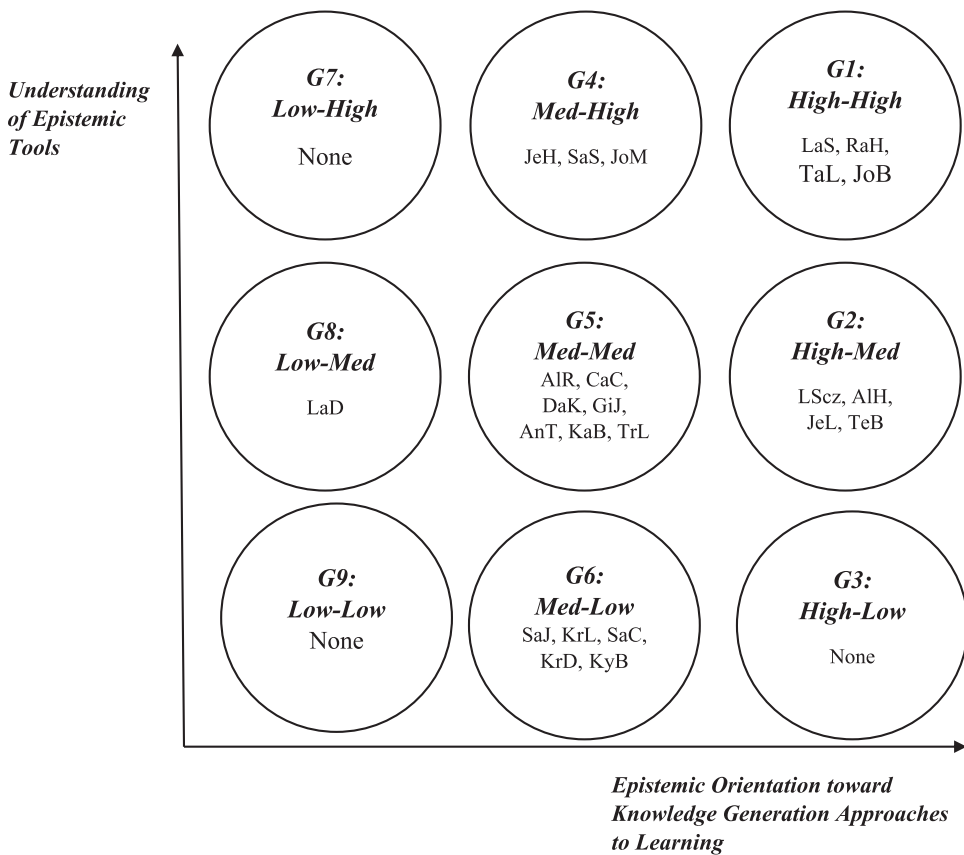 Understanding
of Epistemic
Tools
G7:
Low-High
None
G4:
Med-High
JeH, SaS, JoM
G1:
High-High
LaS, RaH,
TaL, JoB
G8:
Low-Med
LaD
G5:
Med-Med
AlR, CaC,
DaK, GiJ,
AnT, KaB, TrL
G2:
High-Med
LScz, AlH,
JeL, TeB
G9:
Low-Low
None
G6:
Med-Low
SaJ, KrL, SaC,
KrD, KyB
G3:
High-Low
None
Epistemic Orientation toward
Knowledge Generation Approaches
to Learning